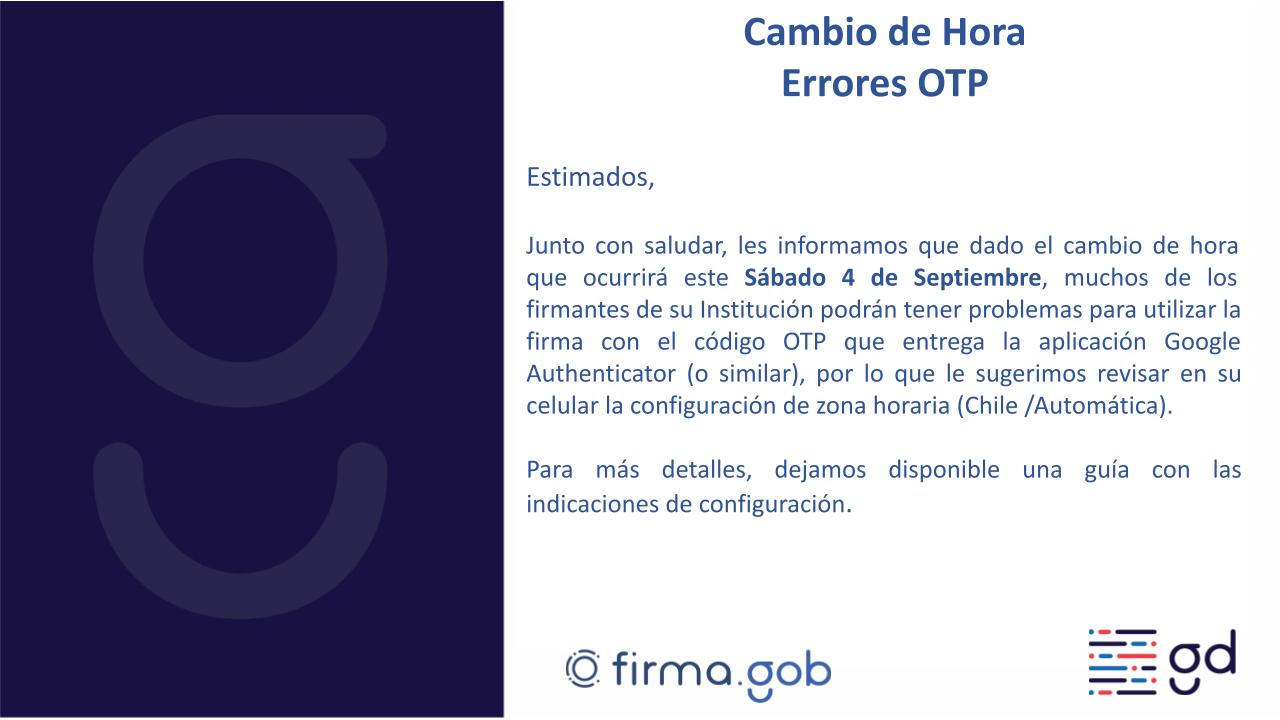 Cambio de Hora
Errores OTP
Estimados,
Junto con saludar, les informamos que dado el cambio de hora
que ocurrirá este Sábado 4 de Septiembre, muchos de los
firmantes de su Institución podrán tener problemas para utilizar la
firma con el código OTP que entrega la aplicación Google
Authenticator (o similar), por lo que le sugerimos revisar en su
celular la configuración de zona horaria (Chile /Automática).
Para más detalles, dejamos disponible una guía con las
indicaciones de configuración.
firma.gob
gd